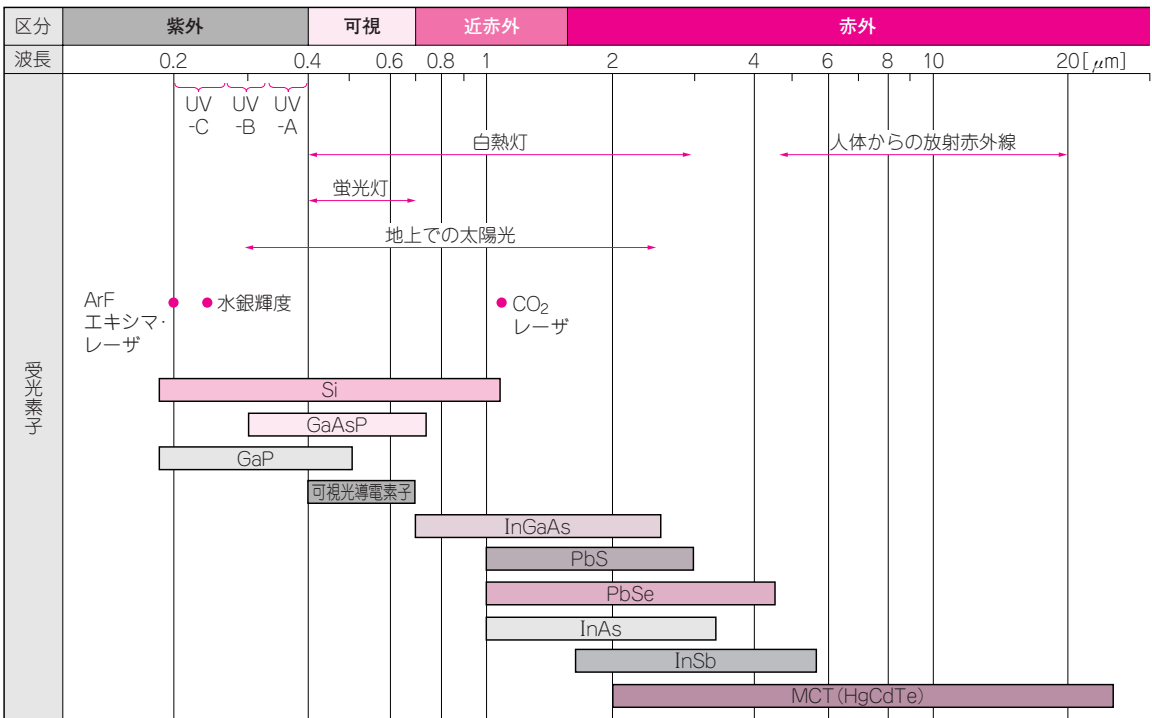 区分 紫外 可視 近赤外 赤外
波長 0.2 0.4 0.6 0.8 1 2 4 6 8 10 20[μm]
UV
-C
UV
-B
UV
-A
白熱灯
人体からの放射赤外線
蛍光灯
地上での太陽光
ArF
エキシマ・
レーザ
水銀輝度
CO₂
レーザ
受光素子
Si
GaAsP
GaP
可視光導電素子
InGaAs
PbS
PbSe
InAs
InSb
MCT(HgCdTe)